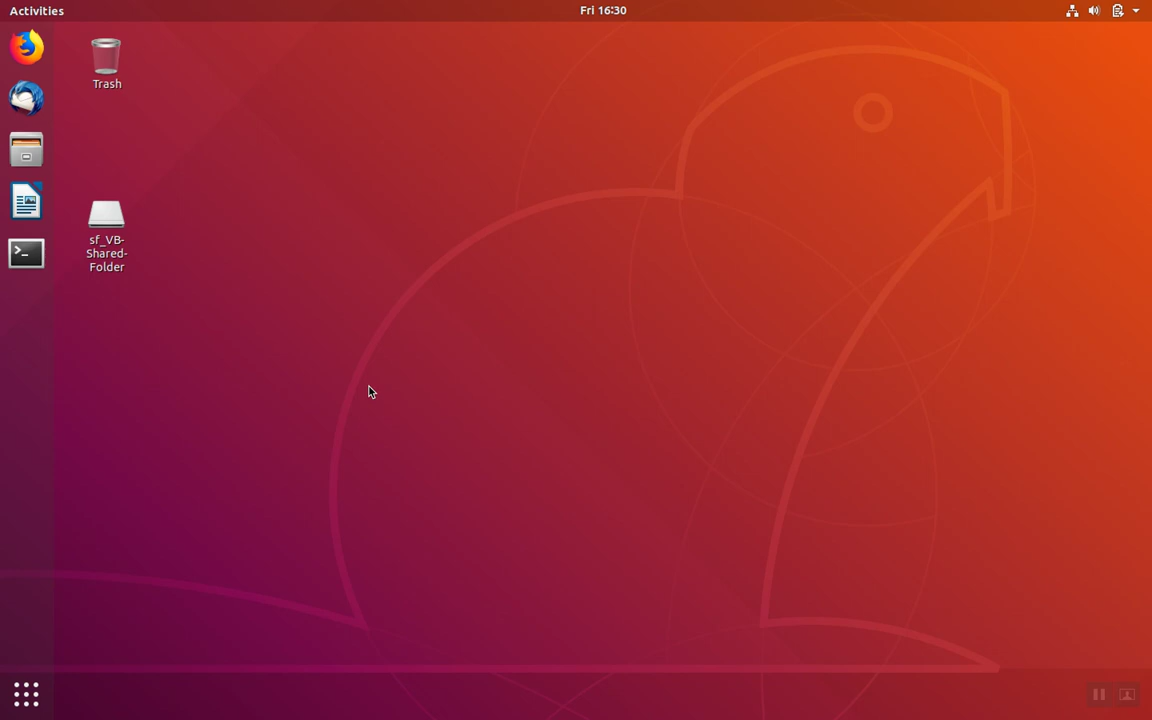 Activities
Fri 16:30
Trash
sf_VB-
Shared-
Folder